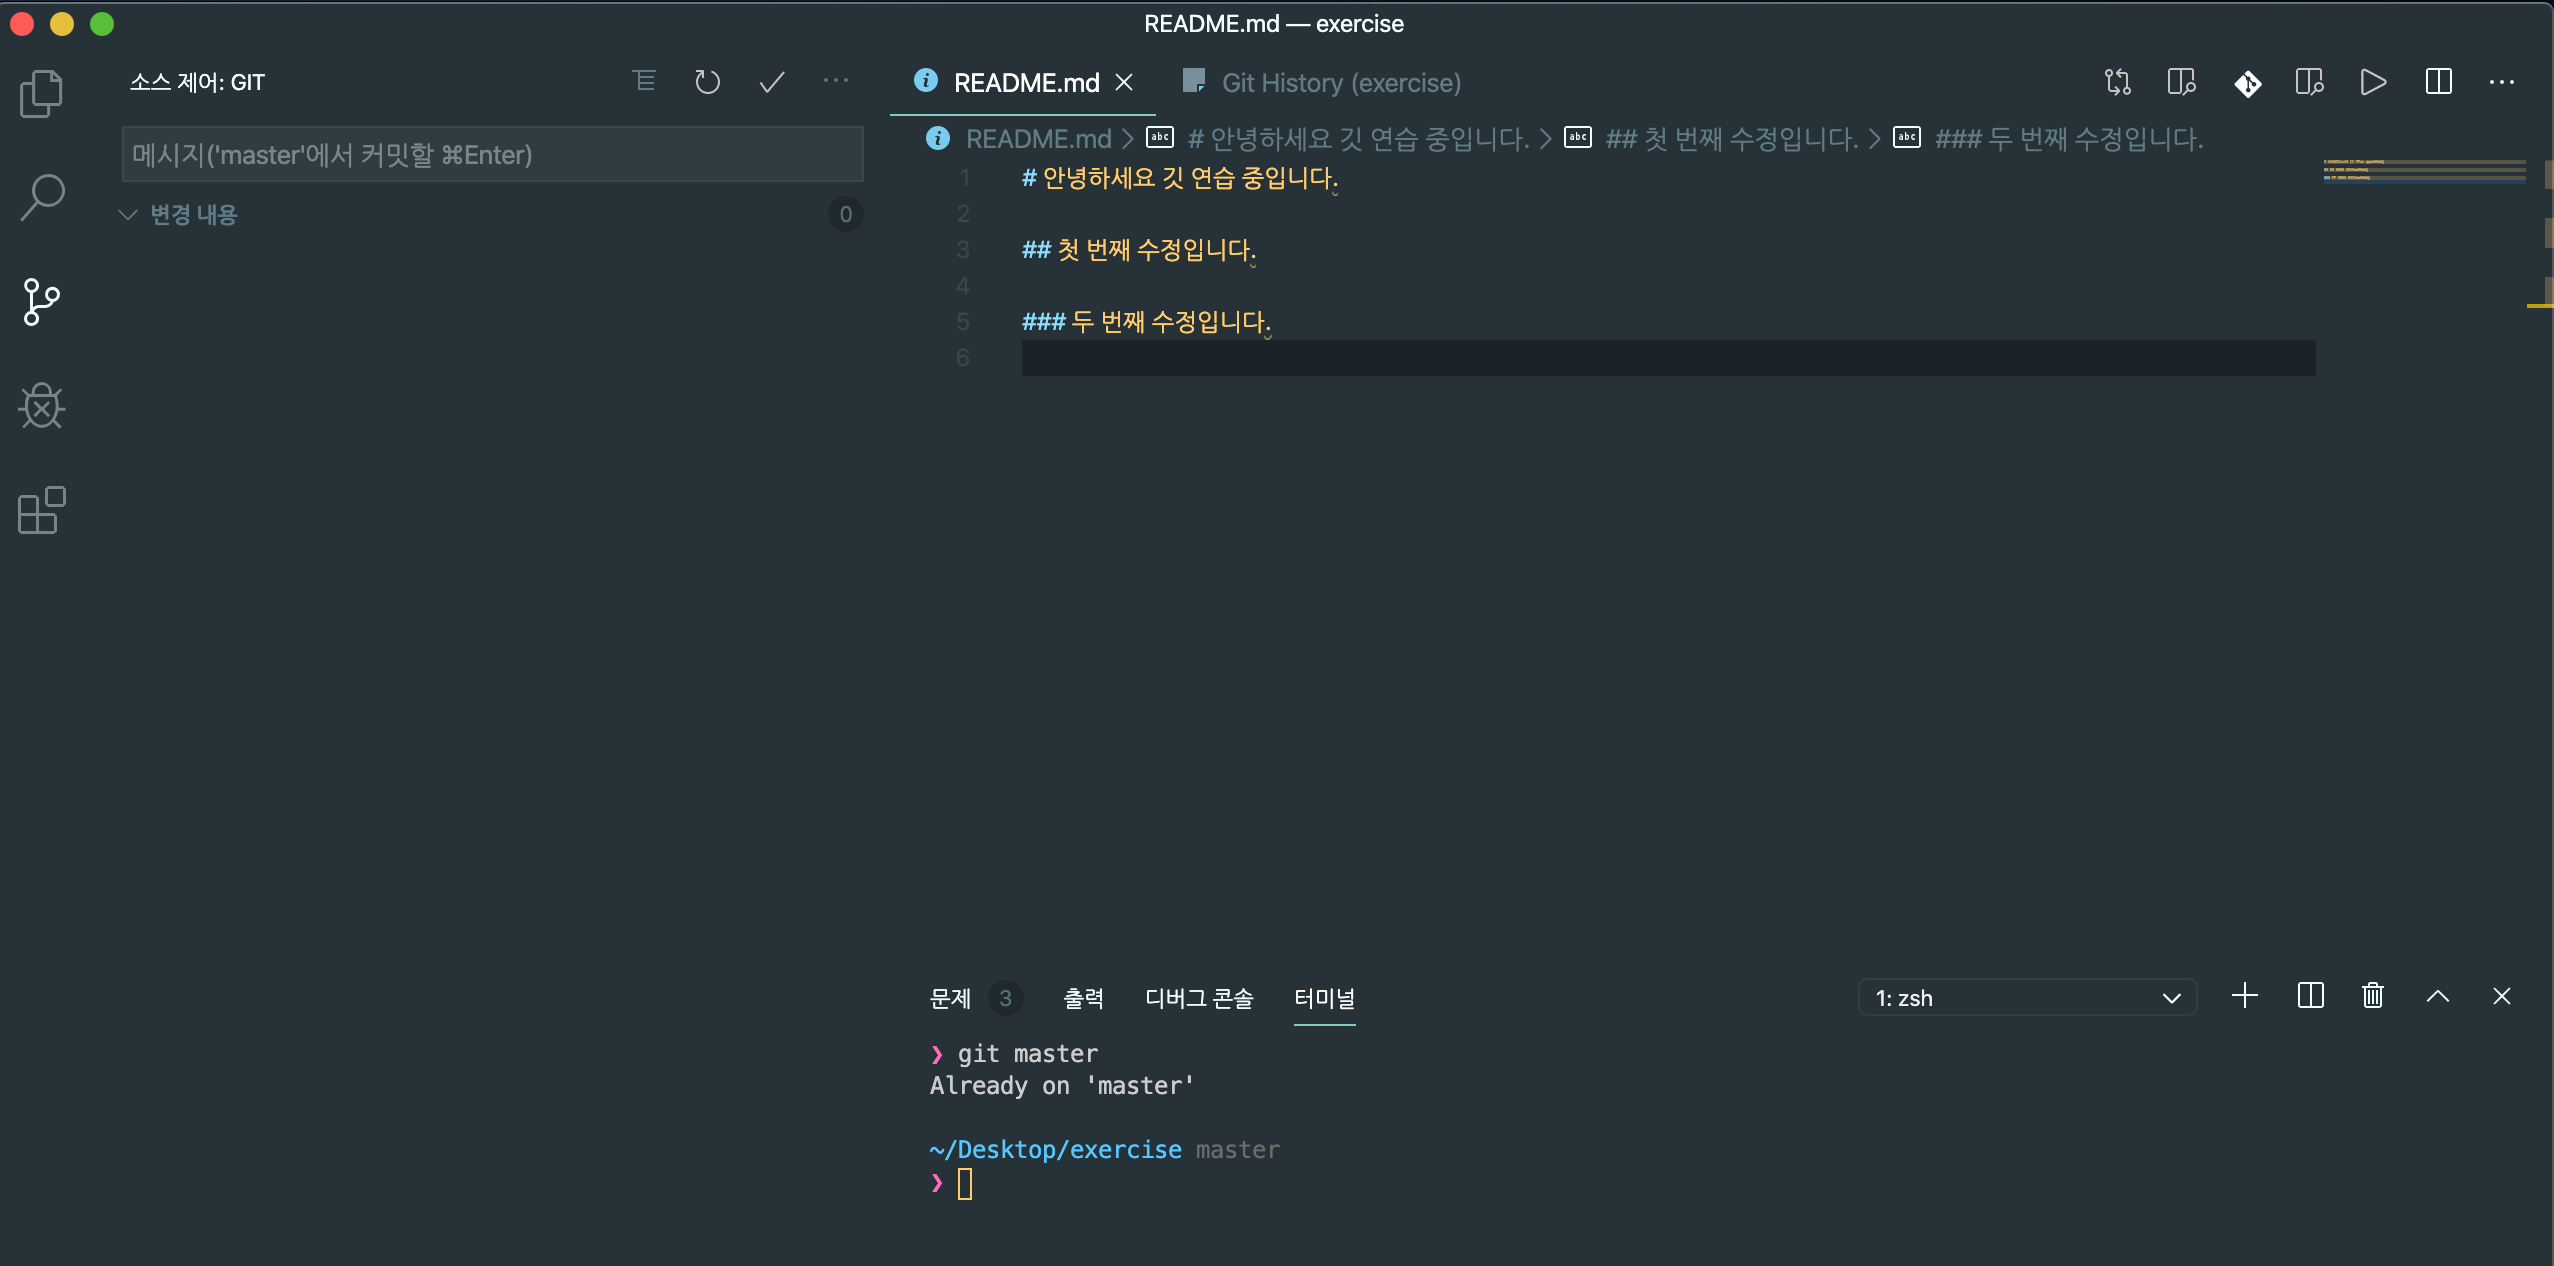 README.md — exercise
소스 제어: GIT
메시지('master'에서 커밋할 ⌘Enter)
변경 내용 0
README.md Git History (exercise)
README.md > # 안녕하세요 깃 연습 중입니다. > ## 첫 번째 수정입니다. > ### 두 번째 수정입니다.
1 # 안녕하세요 깃 연습 중입니다.
2
3 ## 첫 번째 수정입니다.
4
5 ### 두 번째 수정입니다.
6
문제 3 출력 디버그 콘솔 터미널 1: zsh
❯ git master
Already on 'master'
~/Desktop/exercise master
❯